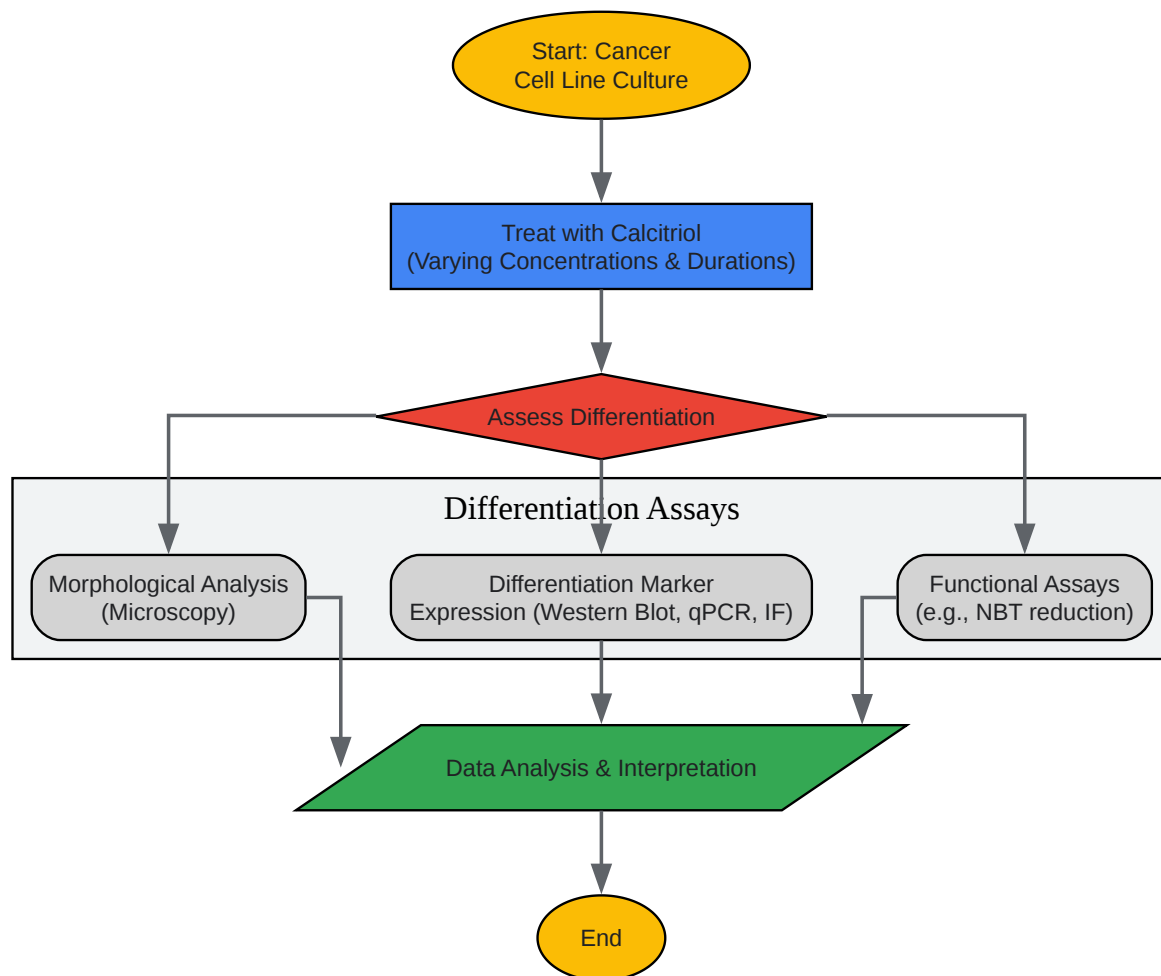 Start: Cancer
Cell Line Culture
Treat with Calcitriol
(Varying Concentrations & Durations)
Assess Differentiation
Differentiation Assays
Morphological Analysis
(Microscopy)
Differentiation Marker
Expression (Western Blot, qPCR, IF)
Functional Assays
(e.g., NBT reduction)
Data Analysis & Interpretation
End